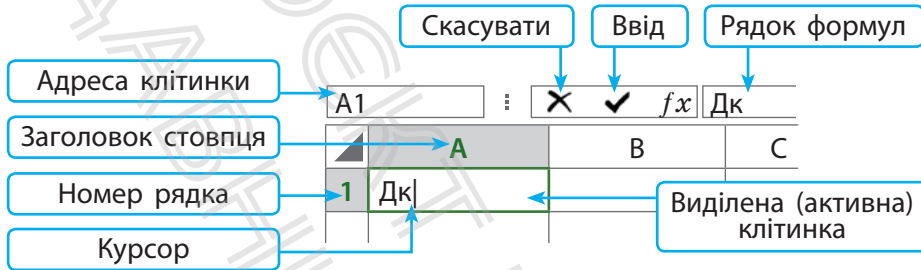 Скасувати Ввід Рядок формул
Адреса клітинки
A1 fx Дк
Заголовок стовпця
A B C
Номер рядка
1 Дк
Виділена (активна)
клітинка
Курсор